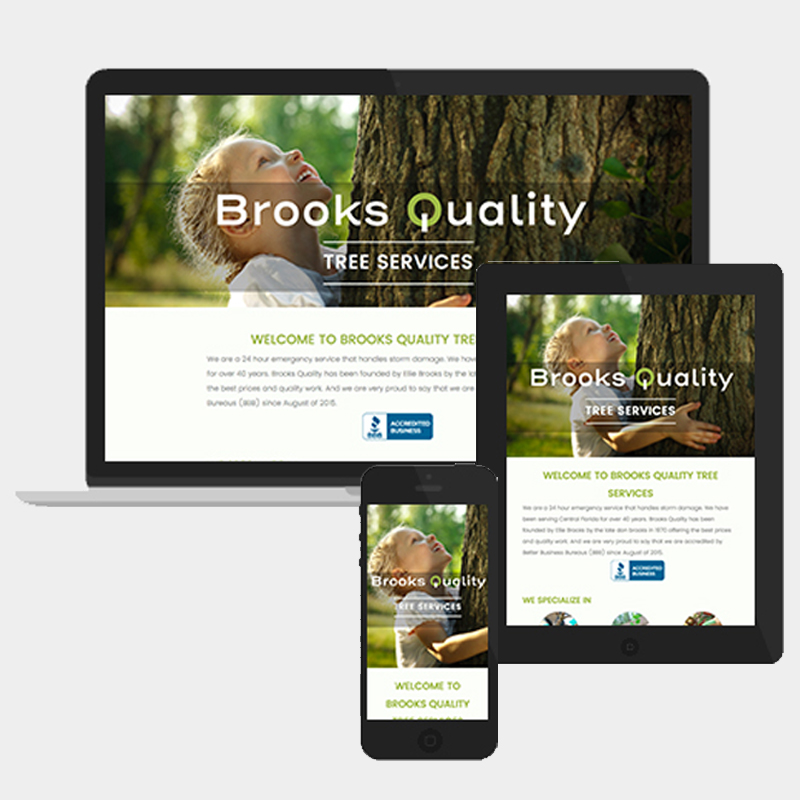 Brooks Quality
TREE SERVICES
WELCOME TO BROOKS QUALITY TRE
We are a 24 hour emergency service that handles storm damage. We have
for over 40 years. Brooks Quality has been founded by Ellie Brooks by the late
the best prices and quality work. And we are very proud to say that we are
Bureous (BBB) since August of 2015.
BBB
ACCREDITED
BUSINESS
Brooks Quality
TREE SERVICES
WELCOME TO BROOKS QUALITY TREE
SERVICES
We are a 24 hour emergency service that handles storm damage. We have
been serving Central Florida for over 40 years. Brooks Quality has been
founded by Ellie Brooks by the late don brooks in 1970 offering the best prices
and quality work. And we are very proud to say that we are accredited by
Better Business Bureous (BBB) since August of 2015.
BBB
ACCREDITED
BUSINESS
WE SPECIALIZE IN
Brooks Quality
TREE SERVICES
WELCOME TO
BROOKS QUALITY
TREE SERVICES